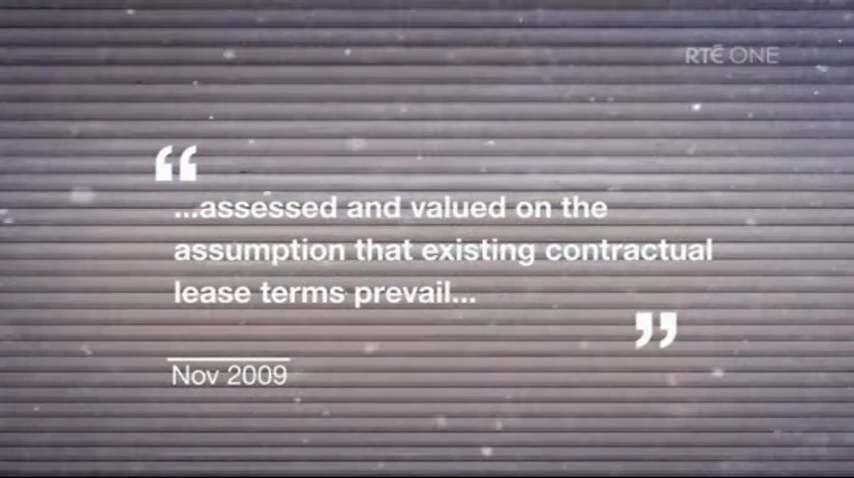 RTÉ ONE
“
...assessed and valued on the
assumption that existing contractual
lease terms prevail...
”
Nov 2009